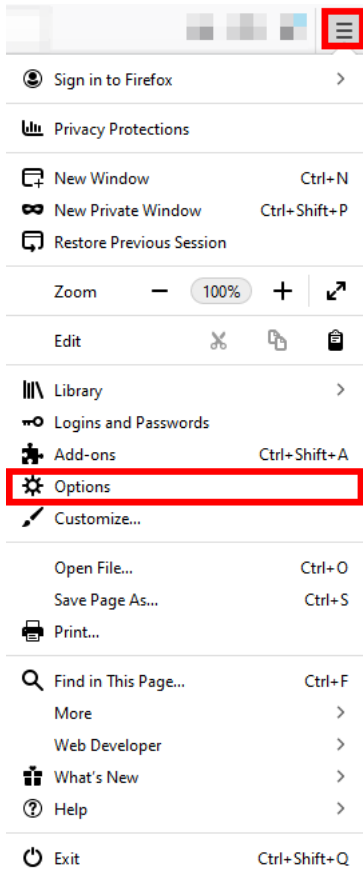 Sign in to Firefox
Privacy Protections
New Window Ctrl+N
New Private Window Ctrl+Shift+P
Restore Previous Session
Zoom 100%
Edit
Library
Logins and Passwords
Add-ons Ctrl+Shift+A
Options
Customize...
Open File... Ctrl+O
Save Page As... Ctrl+S
Print...
Find in This Page... Ctrl+F
More
Web Developer
What's New
Help
Exit Ctrl+Shift+Q